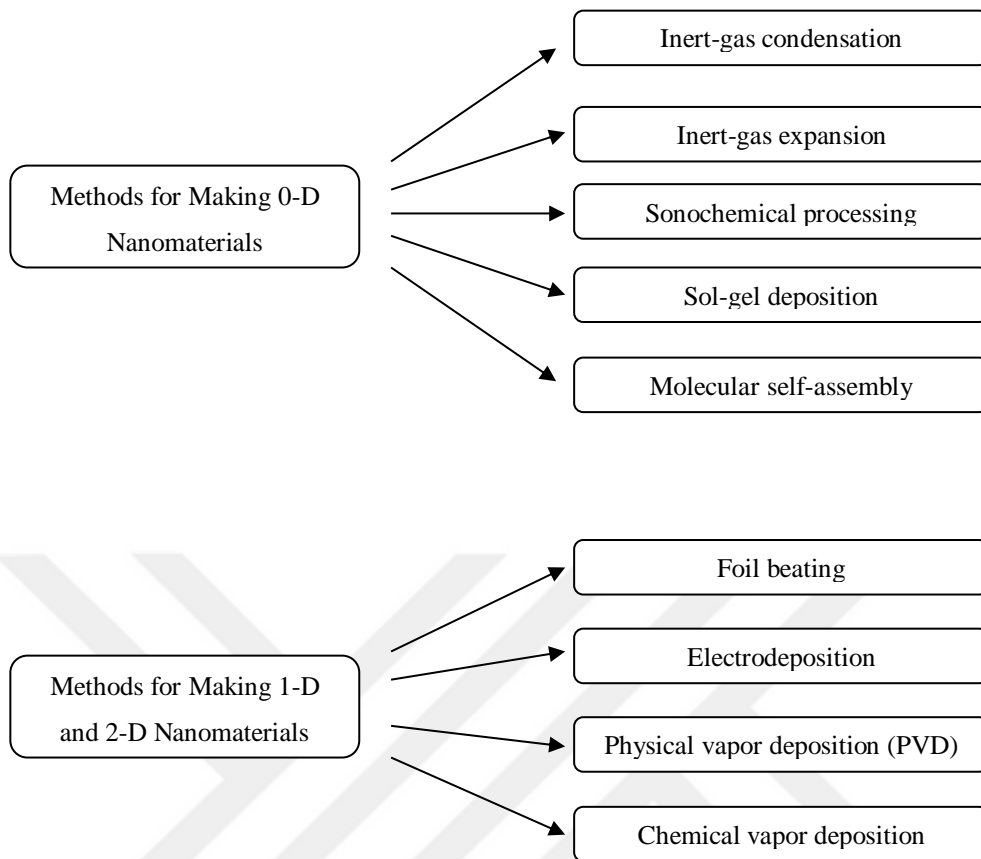 Inert-gas condensation
Inert-gas expansion
Methods for Making 0-D
Nanomaterials
Sonochemical processing
Sol-gel deposition
Molecular self-assembly
Foil beating
Electrodeposition
Methods for Making 1-D
and 2-D Nanomaterials
Physical vapor deposition (PVD)
Chemical vapor deposition